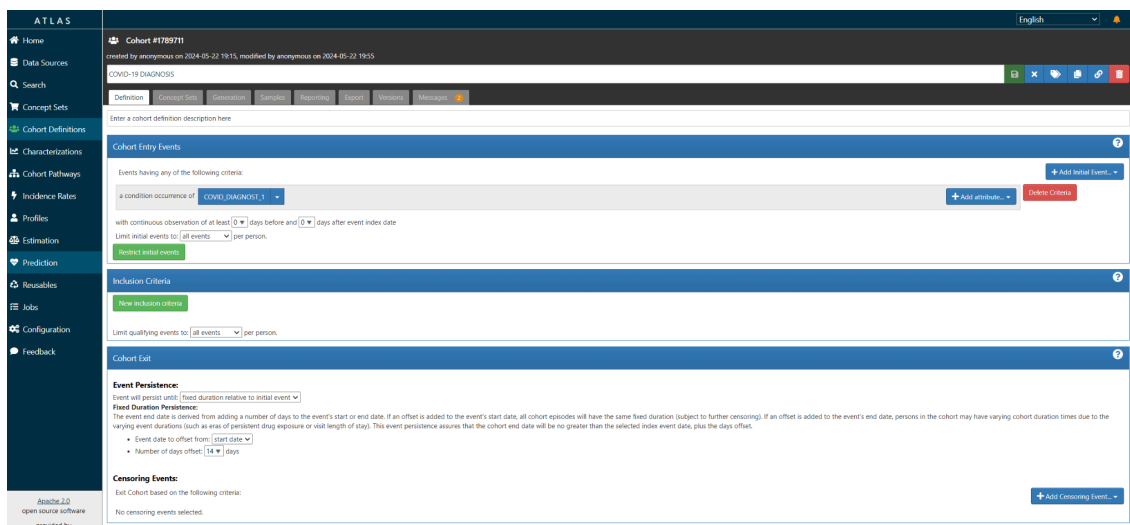 ATLAS
English
Home
Data Sources
Search
Concept Sets
Cohort Definitions
Characterizations
Cohort Pathways
Incidence Rates
Profiles
Estimation
Prediction
Reusables
Jobs
Configuration
Feedback
Apache 2.0
open source software
provided by
Cohort #1789711
created by anonymous on 2024-05-22 19:15, modified by anonymous on 2024-05-22 19:55
COVID-19 DIAGNOSIS
Definition Concept Sets Generation Samples Reporting Export Versions Messages 2
Enter a cohort definition description here
Cohort Entry Events ?
Events having any of the following criteria: + Add Initial Event...
a condition occurrence of COVID_DIAGNOST_1 + Add attribute... Delete Criteria
with continuous observation of at least 0 days before and 0 days after event index date
Limit initial events to: all events per person.
Restrict initial events
Inclusion Criteria ?
New inclusion criteria
Limit qualifying events to: all events per person.
Cohort Exit ?
Event Persistence:
Event will persist until: fixed duration relative to initial event
Fixed Duration Persistence:
The event end date is derived from adding a number of days to the event's start or end date. If an offset is added to the event's start date, all cohort episodes will have the same fixed duration (subject to further censoring). If an offset is added to the event's end date, persons in the cohort may have varying cohort duration times due to the
varying event durations (such as eras of persistent drug exposure or visit length of stay). This event persistence assures that the cohort end date will be no greater than the selected index event date, plus the days offset.
• Event date to offset from: start date
• Number of days offset: 14 days
Censoring Events:
Exit Cohort based on the following criteria: + Add Censoring Event...
No censoring events selected.